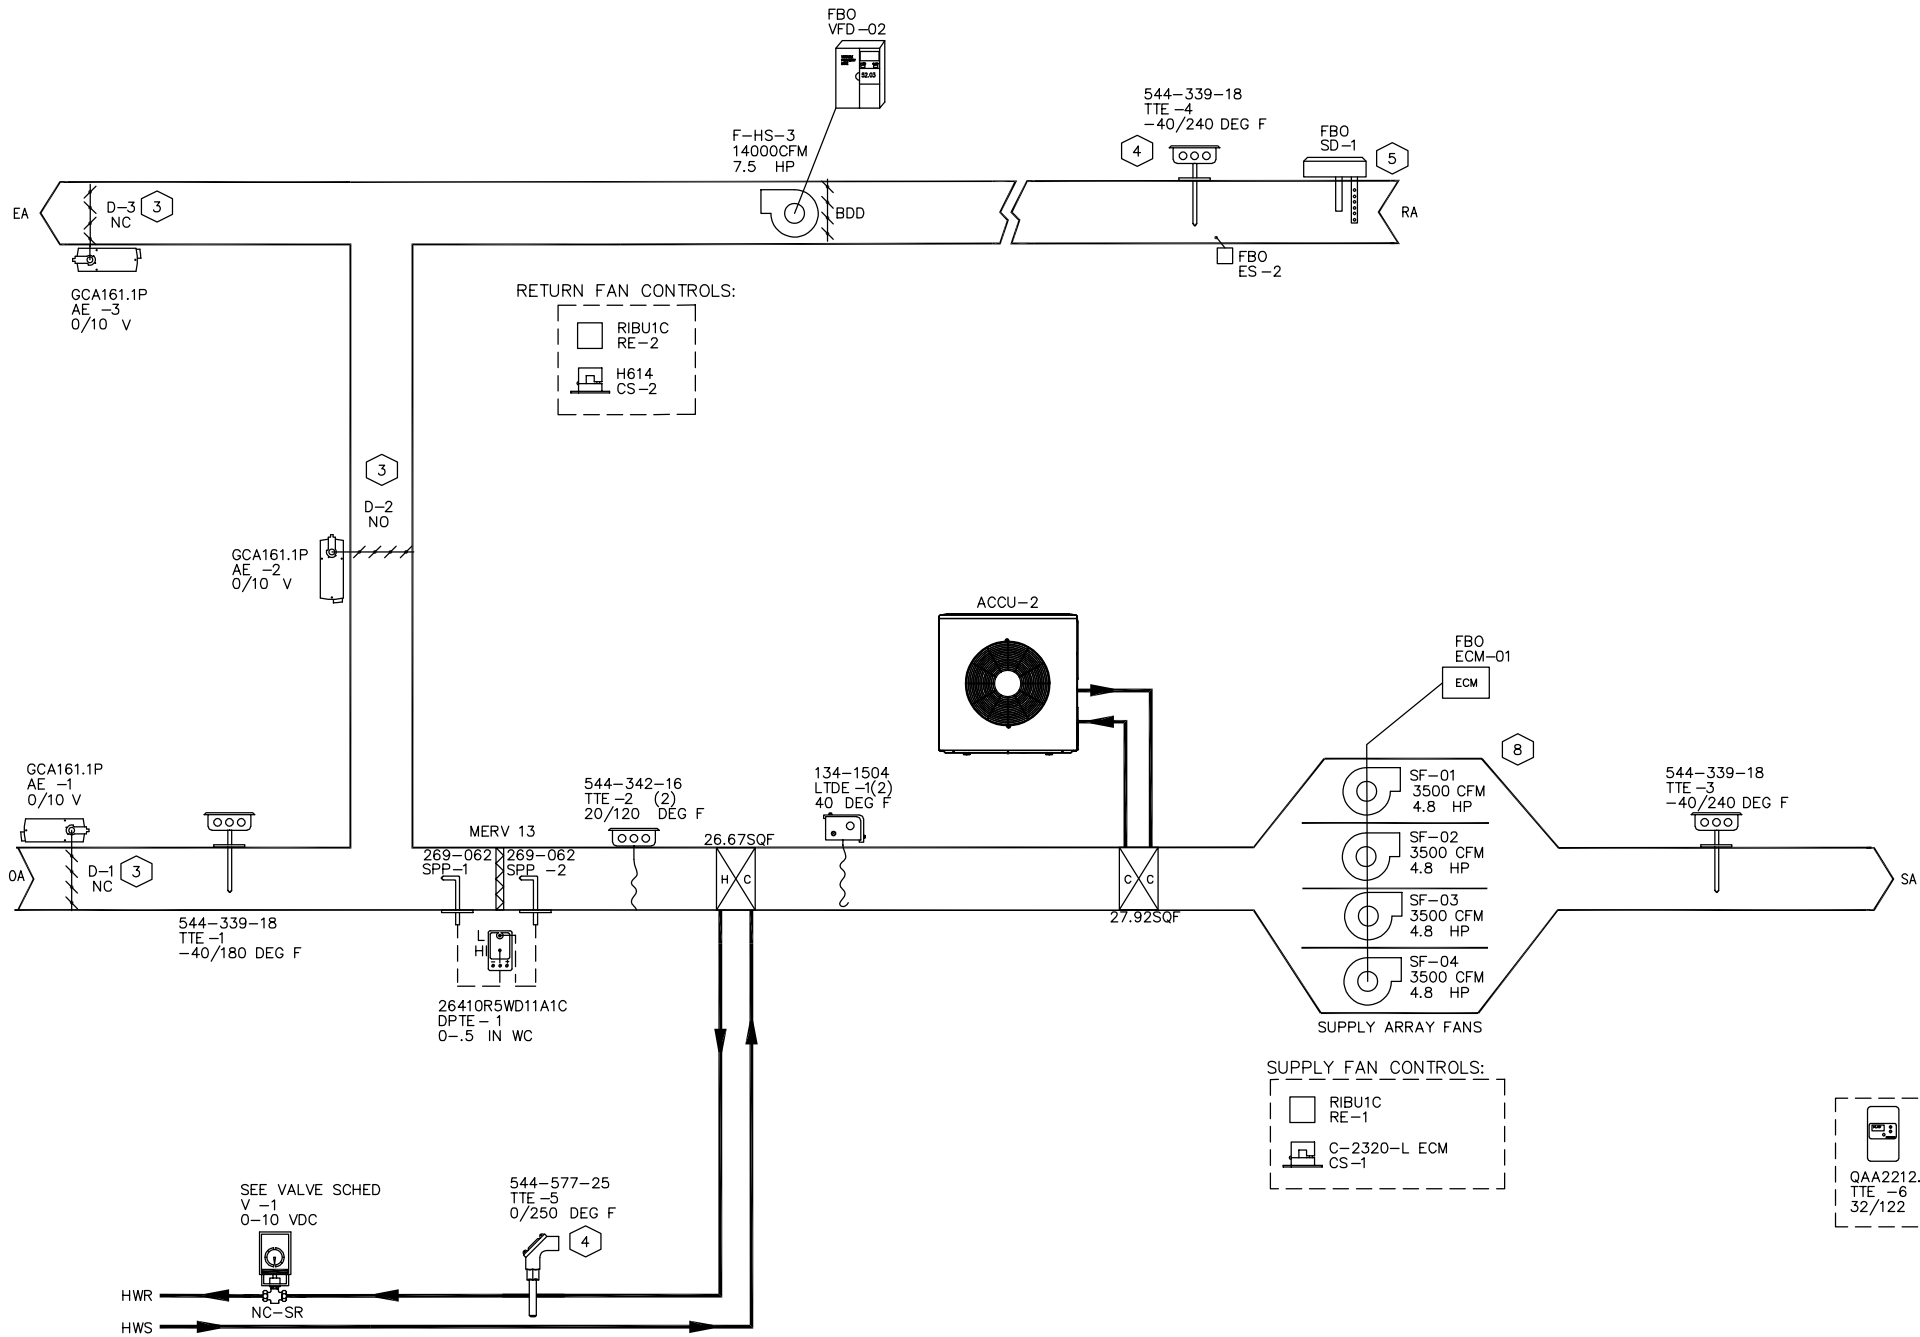 FBO
VFD-02
52.03
F-HS-3
14000CFM
7.5 HP
544-339-18
TTE-4
-40/240 DEG F
4
FBO
SD-1
5
EA
D-3
NC
3
BDD
RA
FBO
ES-2
GCA161.1P
AE -3
0/10 V
RETURN FAN CONTROLS:
RIBU1C
RE-2
H614
CS-2
3
D-2
NO
GCA161.1P
AE -2
0/10 V
ACCU-2
FBO
ECM-01
ECM
8
GCA161.1P
AE -1
0/10 V
544-342-16
TTE-2 (2)
20/120 DEG F
134-1504
LTDE-1(2)
40 DEG F
SF-01
3500 CFM
4.8 HP
SF-02
3500 CFM
4.8 HP
SF-03
3500 CFM
4.8 HP
SF-04
3500 CFM
4.8 HP
SUPPLY ARRAY FANS
544-339-18
TTE-3
-40/240 DEG F
MERV 13
26.67SQF
269-062
SPP-1
269-062
SPP -2
OA
D-1
NC
3
H C
C C
27.92SQF
SA
544-339-18
TTE-1
-40/180 DEG F
L
HI
26410R5WD11A1C
DPTE-1
0-.5 IN WC
SUPPLY FAN CONTROLS:
RIBU1C
RE-1
C-2320-L ECM
CS-1
QAA2212.
TTE -6
32/122
SEE VALVE SCHED
V -1
0-10 VDC
544-577-25
TTE-5
0/250 DEG F
4
HWR
NC-SR
HWS